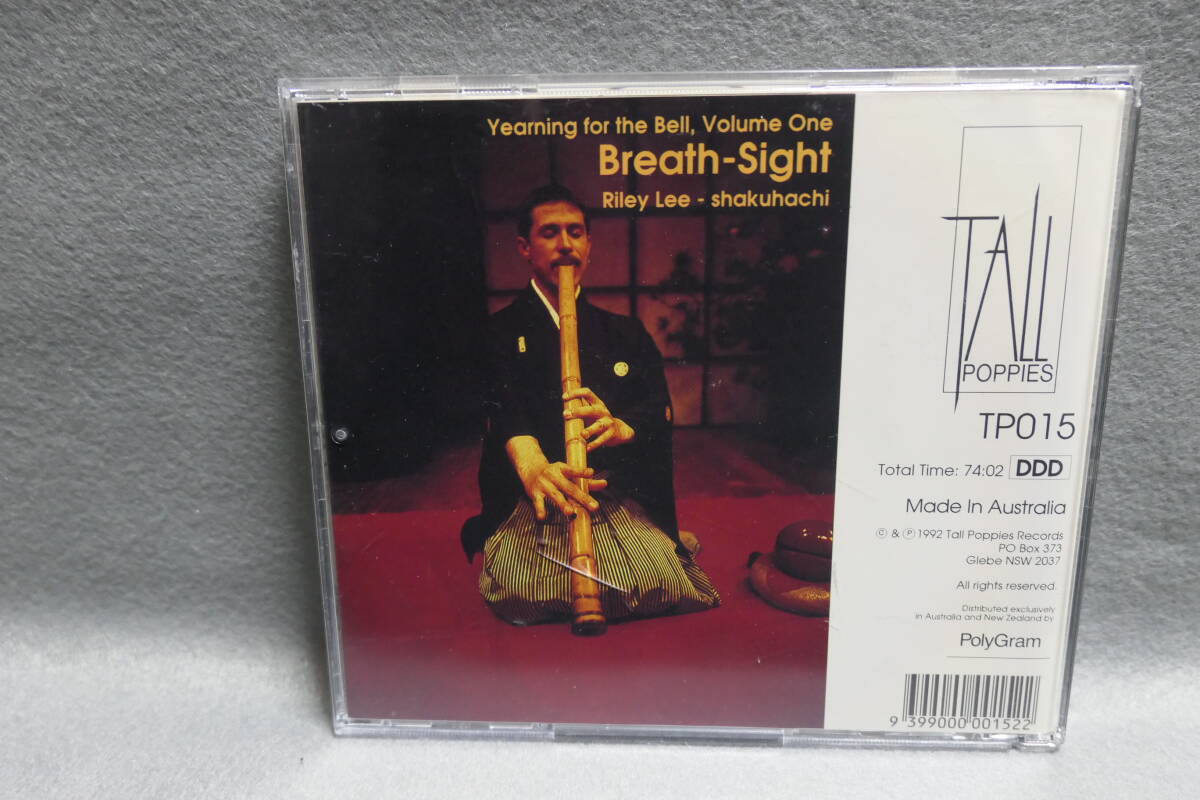 Yearning for the Bell, Volume One
Breath-Sight
Riley Lee - shakuhachi
TALL
POPPIES
TP015
Total Time: 74:02 DDD
Made In Australia
© & ℗ 1992 Tall Poppies Records
PO Box 373
Glebe NSW 2037
All rights reserved.
Distributed exclusively
in Australia and New Zealand by
PolyGram
9 399000 001522